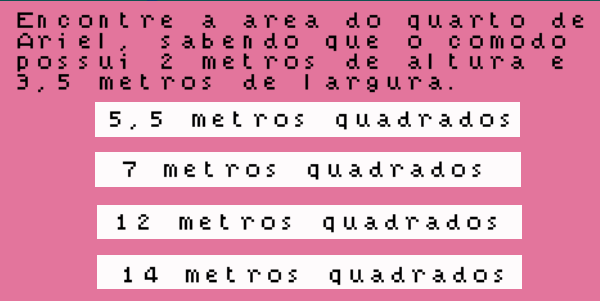 Encontre a area do quarto de
Ariel, sabendo que o comodo
possui 2 metros de altura e
3,5 metros de largura.
5,5 metros quadrados
7 metros quadrados
12 metros quadrados
14 metros quadrados